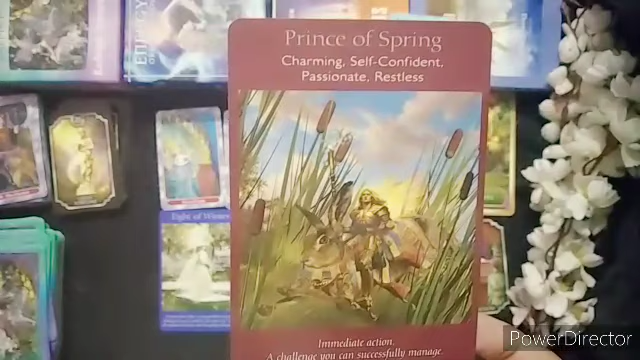 Prince of Spring
Charming, Self-Confident,
Passionate, Restless
Eight of Winter
Immediate action.
A challenge you can successfully manage.
PowerDirector